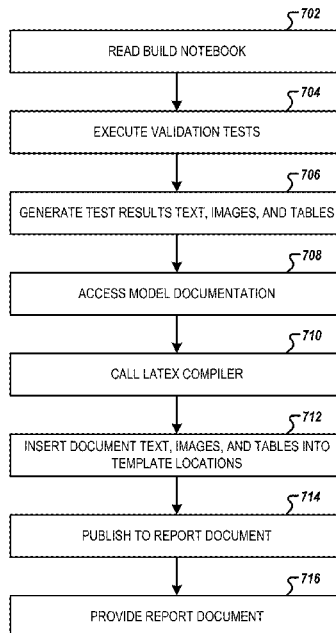 702
READ BUILD NOTEBOOK
704
EXECUTE VALIDATION TESTS
706
GENERATE TEST RESULTS TEXT, IMAGES, AND TABLES
708
ACCESS MODEL DOCUMENTATION
710
CALL LATEX COMPILER
712
INSERT DOCUMENT TEXT, IMAGES, AND TABLES INTO
TEMPLATE LOCATIONS
714
PUBLISH TO REPORT DOCUMENT
716
PROVIDE REPORT DOCUMENT